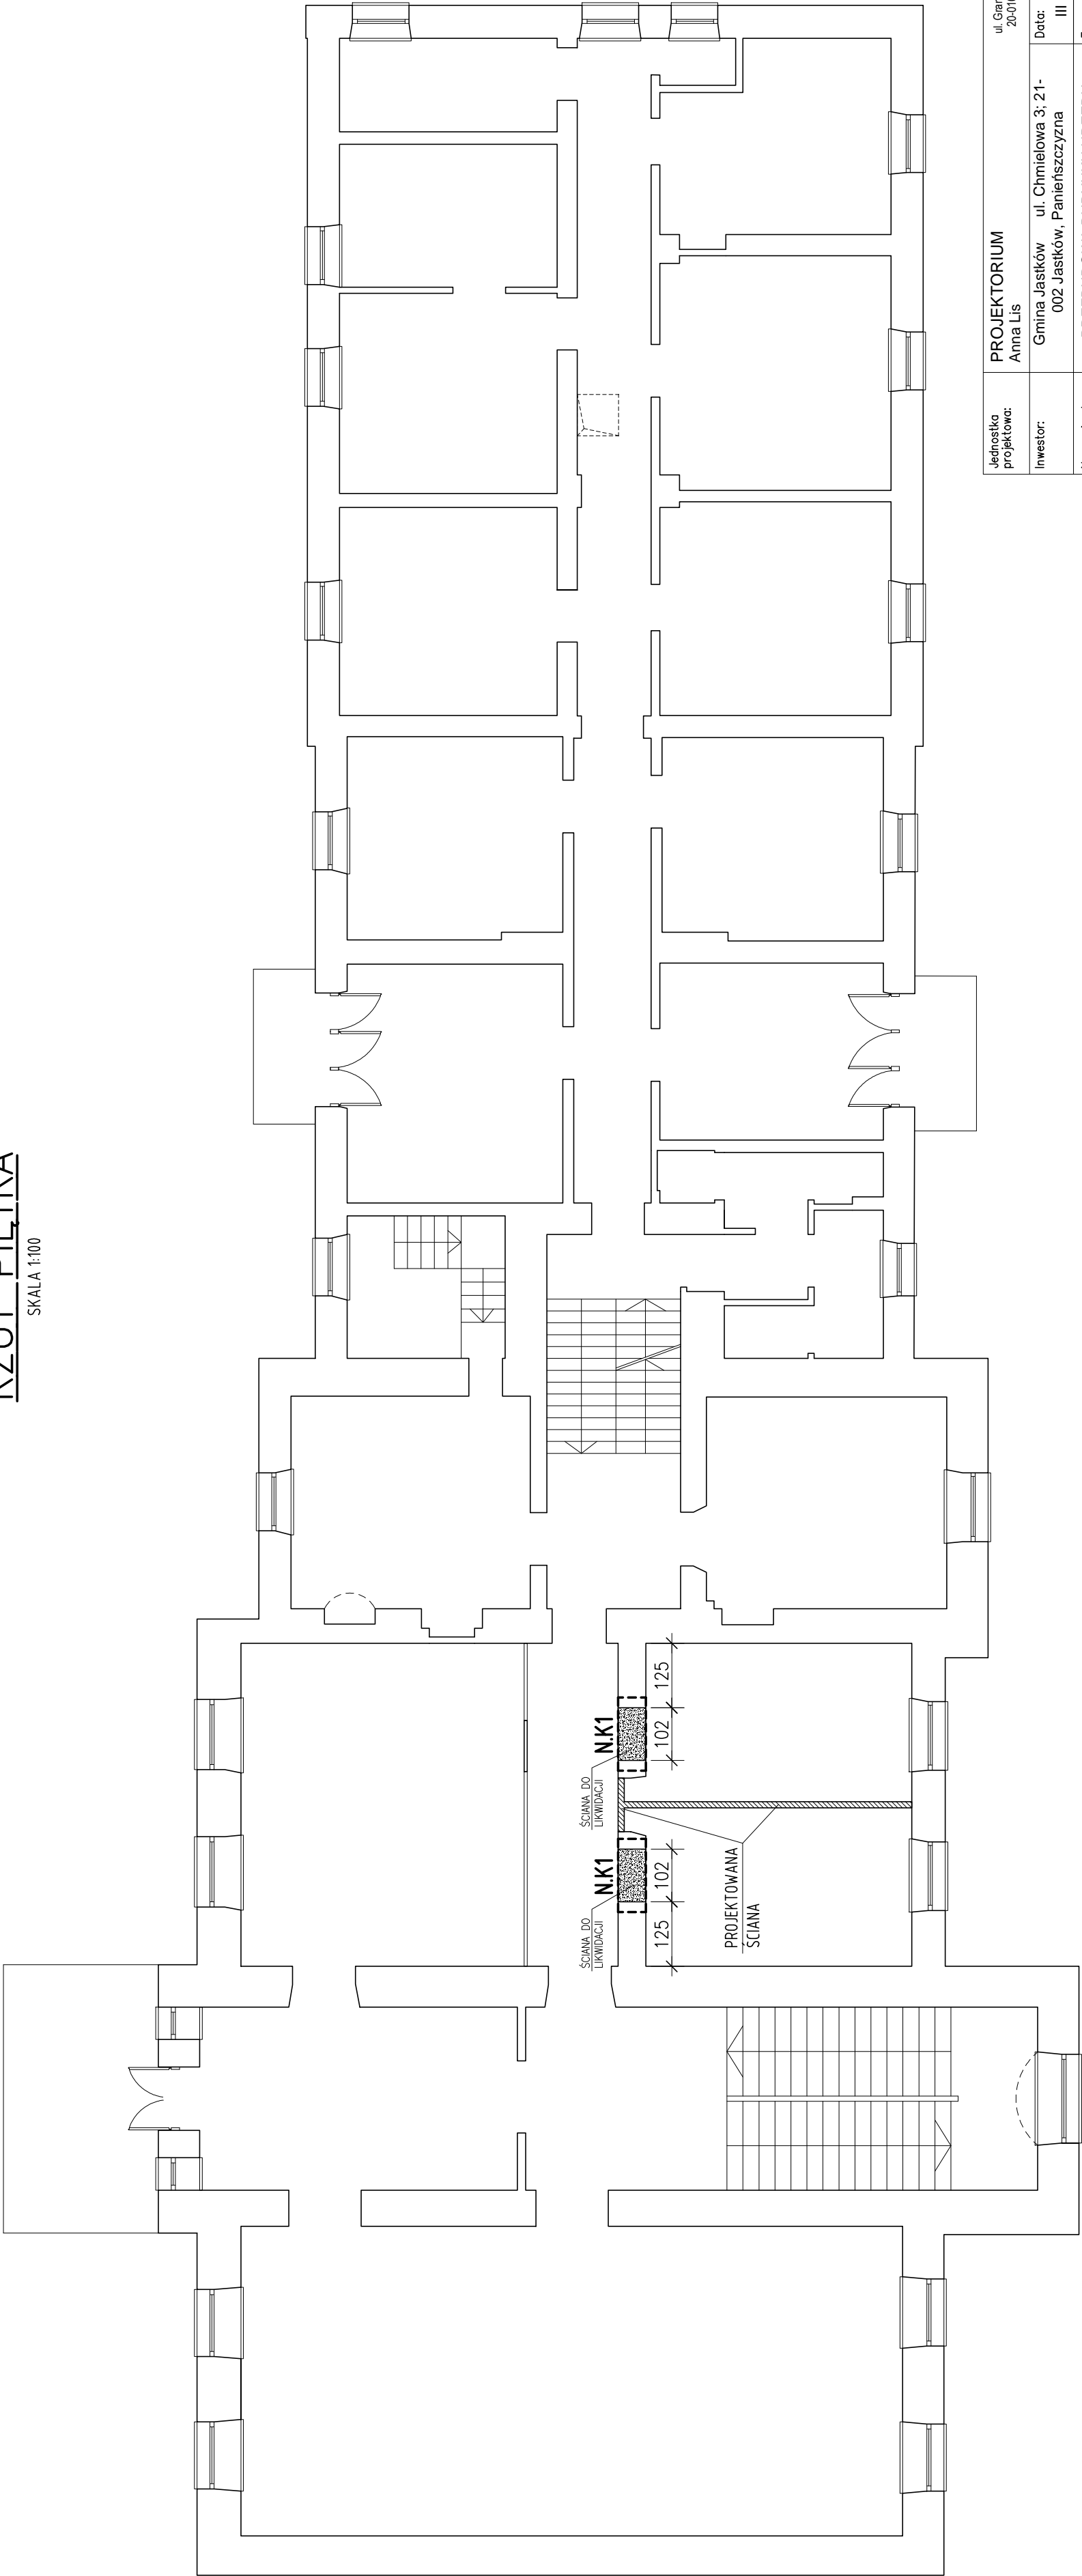 RZUT PIĘTRA
SKALA 1:100
ŚCIANA DO
LIKWIDACJI
N.K1
125
102
ŚCIANA DO
LIKWIDACJI
N.K1
102
125
PROJEKTOWANA
ŚCIANA
Jednostka
projektowa:
PROJEKTORIUM
Anna Lis
Inwestor:
Gmina Jastków ul. Chmielowa 3; 21-
002 Jastków, Panieńszczyzna
Data:
III